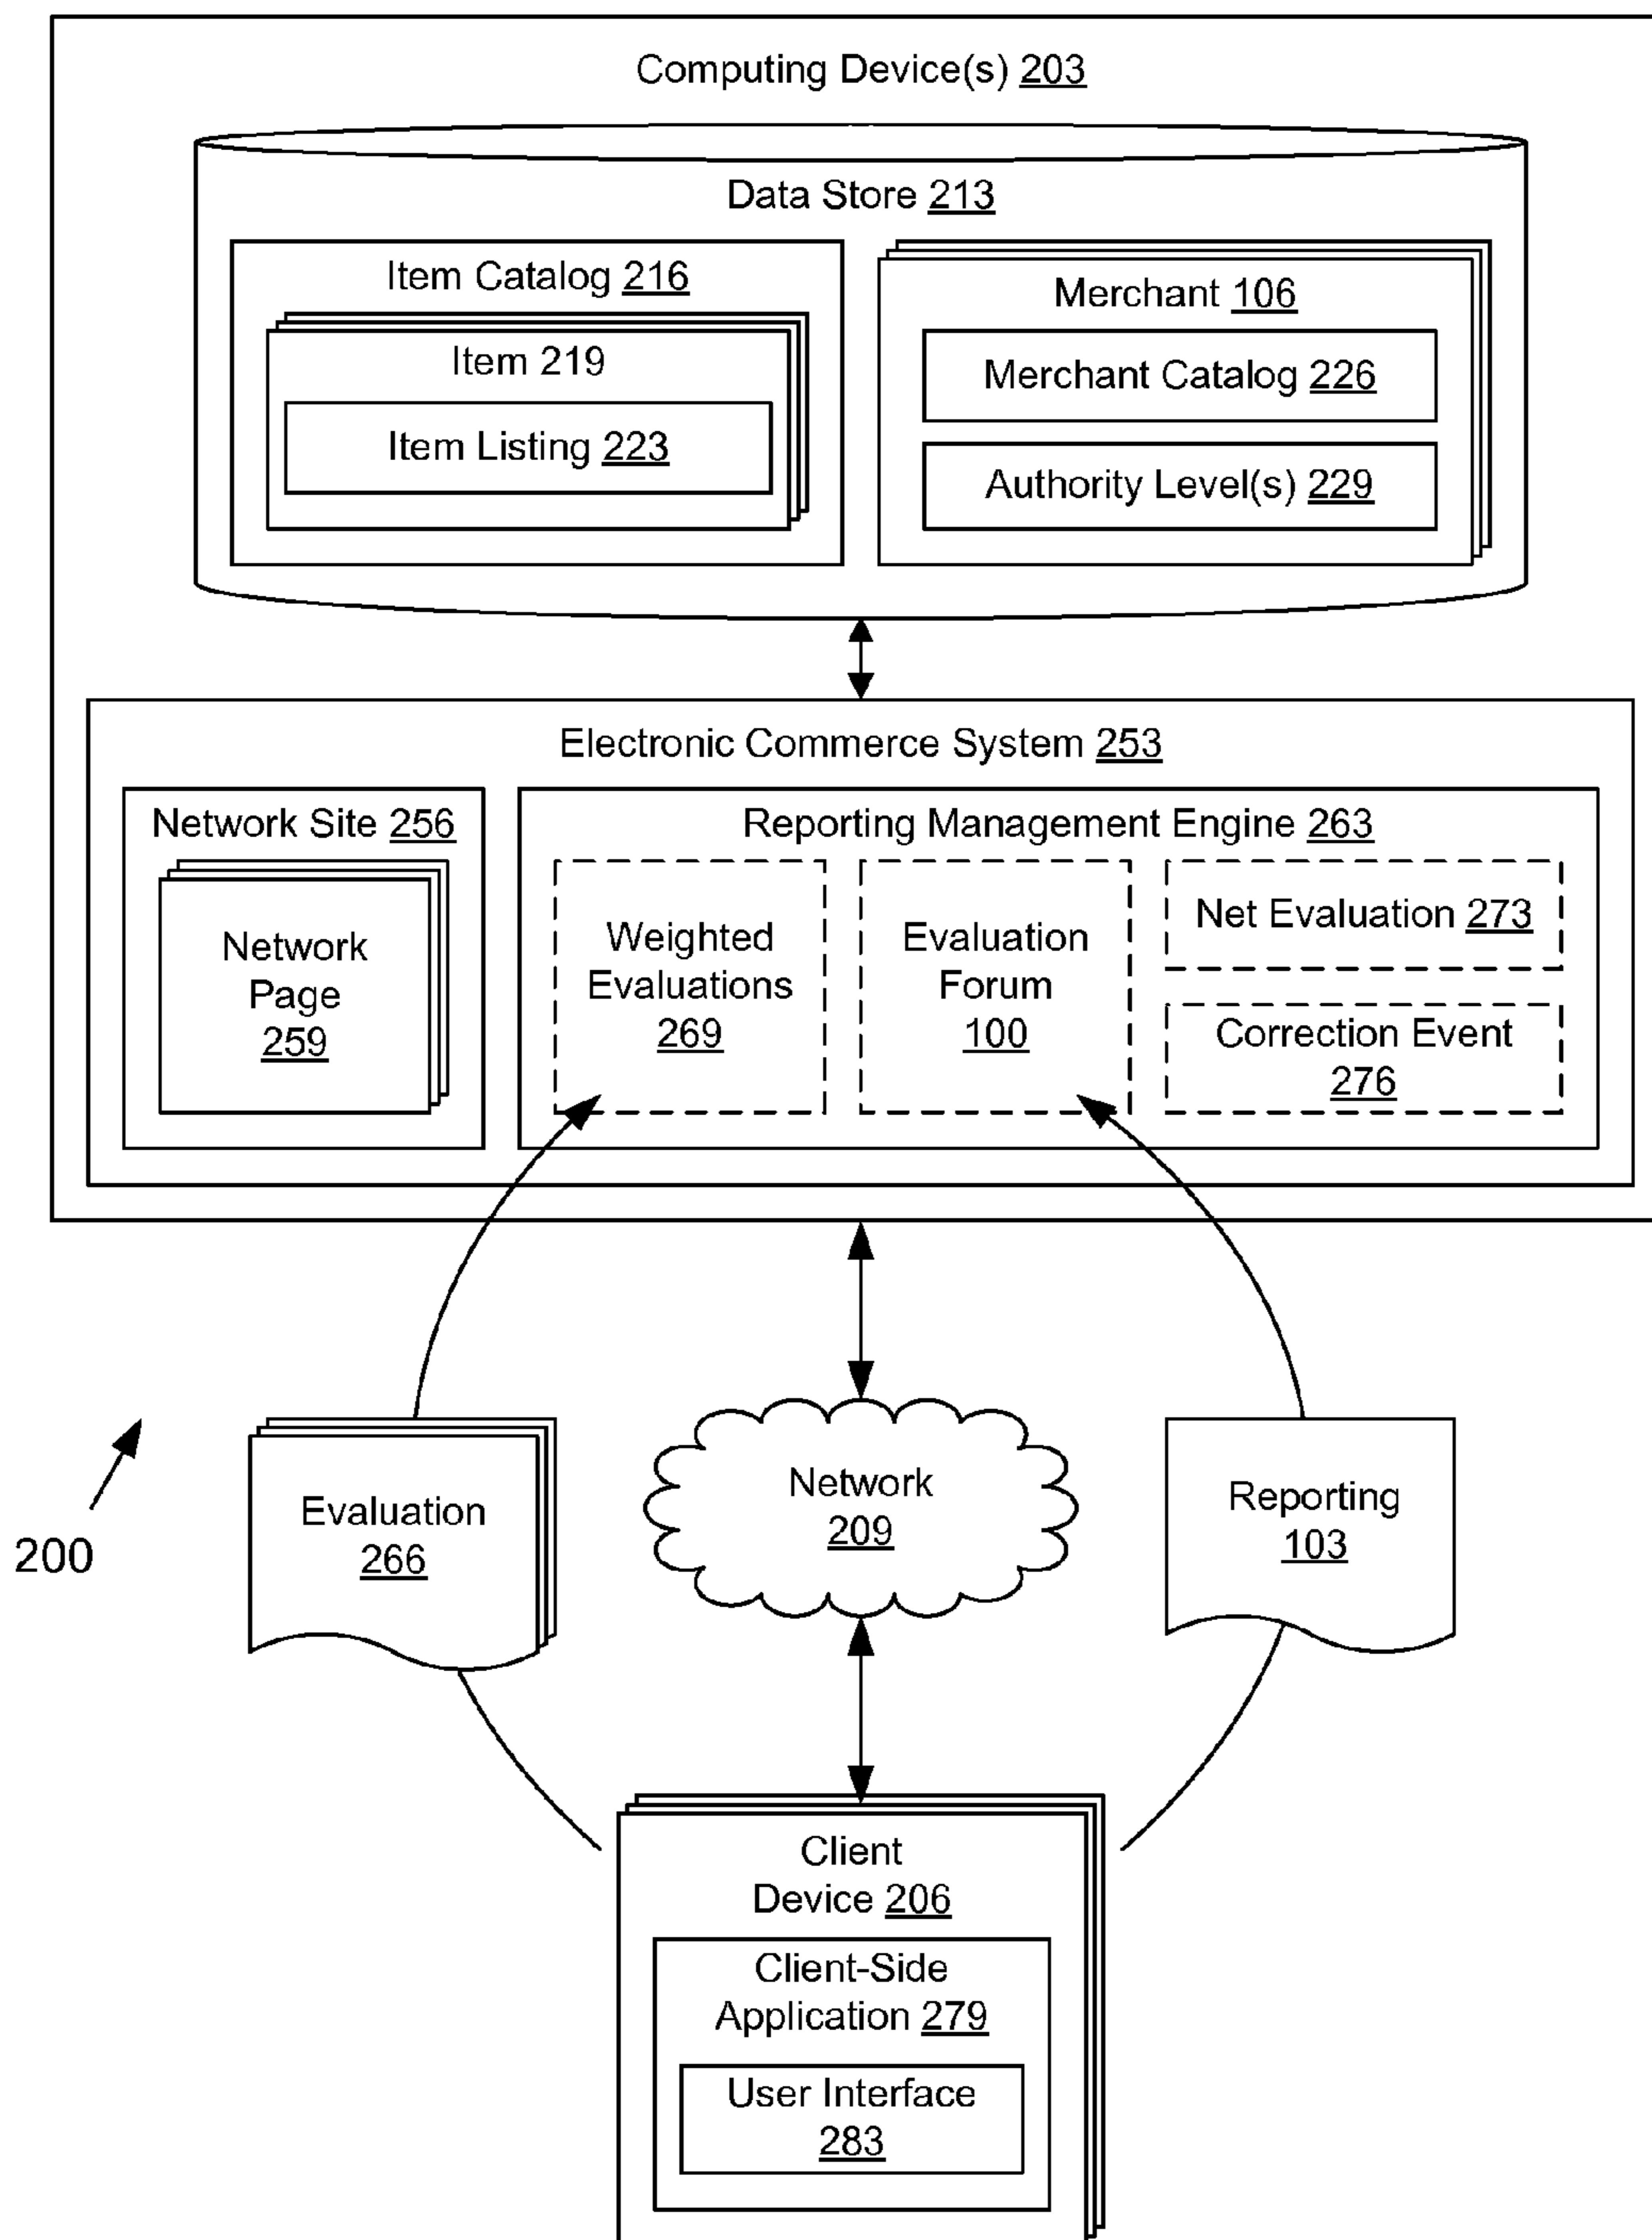 Computing Device(s) 203
Data Store 213
Item Catalog 216
Item 219
Item Listing 223
Merchant 106
Merchant Catalog 226
Authority Level(s) 229
Electronic Commerce System 253
Network Site 256
Network
Page
259
Reporting Management Engine 263
Weighted
Evaluations
269
Evaluation
Forum
100
Net Evaluation 273
Correction Event
276
200
Evaluation
266
Network
209
Reporting
103
Client
Device 206
Client-Side
Application 279
User Interface
283